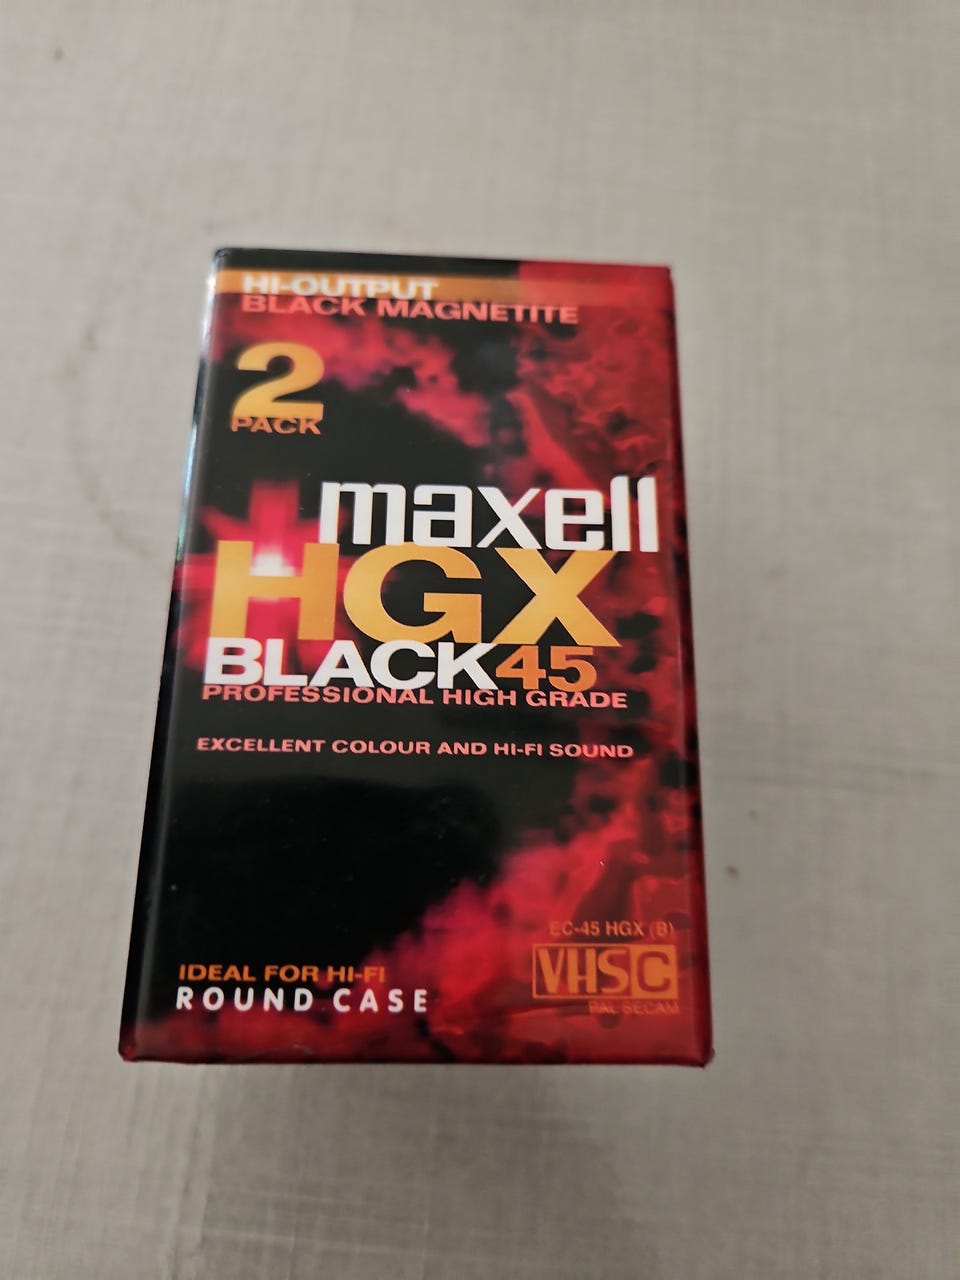 HI-OUTPUT
BLACK MAGNETITE
2
PACK
maxell
HGX
BLACK45
PROFESSIONAL HIGH GRADE
EXCELLENT COLOUR AND HI-FI SOUND
EC-45 HGX (B)
VHSC
PAL SECAM
IDEAL FOR HI-FI
ROUND CASE